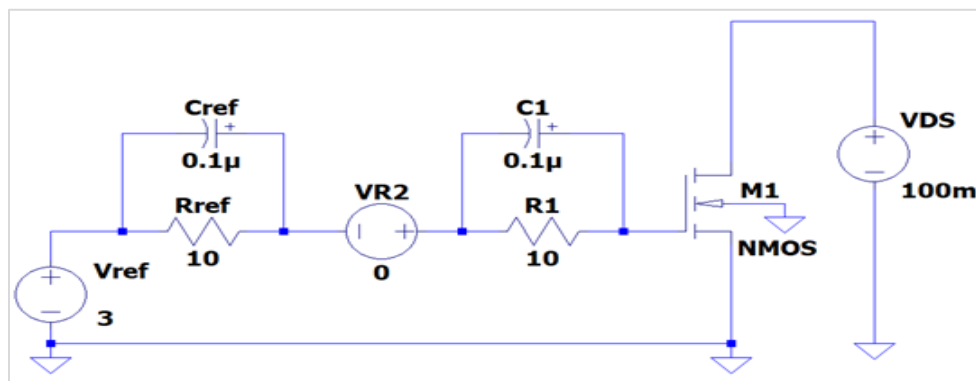 Cref
+
0.1µ
Rref
10
Vref
+
3
VR2
+
0
C1
+
0.1µ
R1
10
M1
NMOS
VDS
+
100m